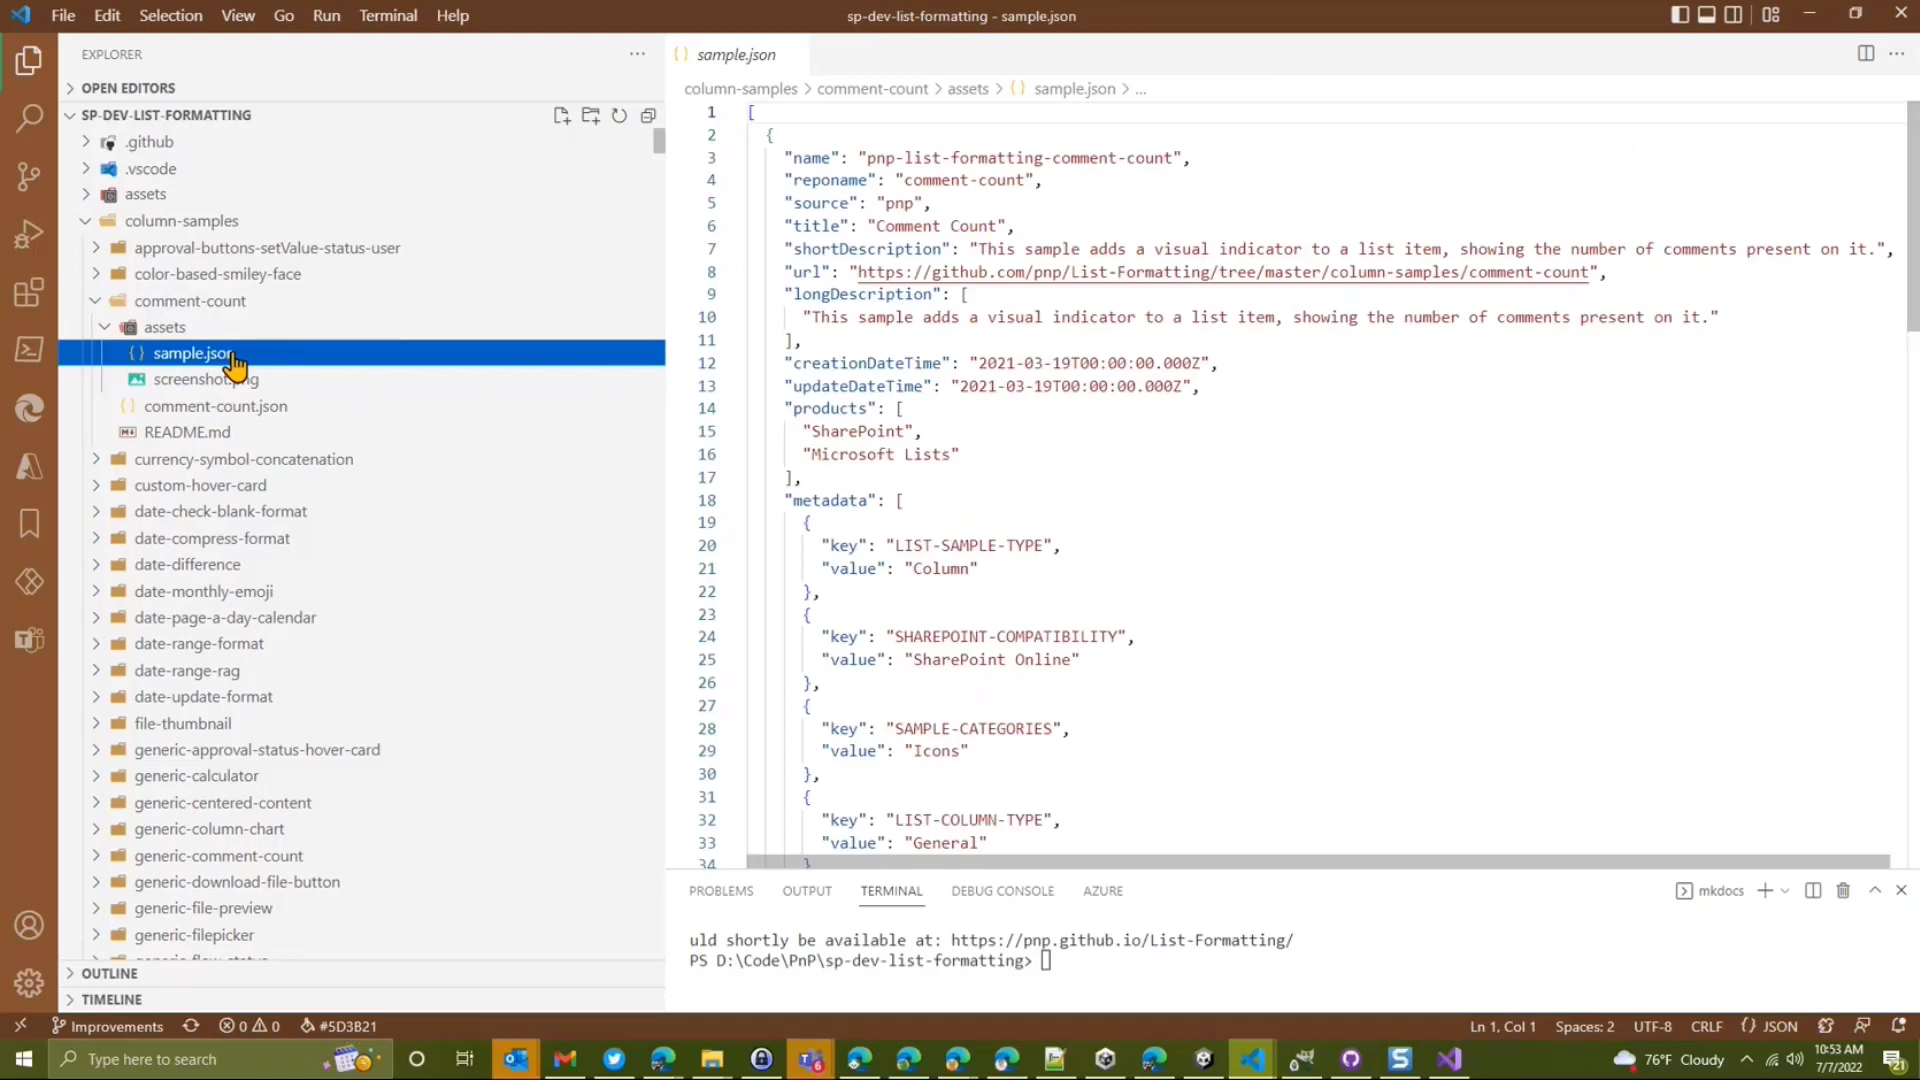 File Edit Selection View Go Run Terminal Help
sp-dev-list-formatting - sample.json
EXPLORER
OPEN EDITORS
SP-DEV-LIST-FORMATTING
.github
.vscode
assets
column-samples
approval-buttons-setValue-status-user
color-based-smiley-face
comment-count
assets
sample.json
screenshot.png
comment-count.json
README.md
currency-symbol-concatenation
custom-hover-card
date-check-blank-format
date-compress-format
date-difference
date-monthly-emoji
date-page-a-day-calendar
date-range-format
date-range-rag
date-update-format
file-thumbnail
generic-approval-status-hover-card
generic-calculator
generic-centered-content
generic-column-chart
generic-comment-count
generic-download-file-button
generic-file-preview
generic-filepicker
OUTLINE
TIMELINE
{ } sample.json
column-samples > comment-count > assets > { } sample.json > ...
1 [
2 {
3 "name": "pnp-list-formatting-comment-count",
4 "reponame": "comment-count",
5 "source": "pnp",
6 "title": "Comment Count",
7 "shortDescription": "This sample adds a visual indicator to a list item, showing the number of comments present on it.",
8 "url": "https://github.com/pnp/List-Formatting/tree/master/column-samples/comment-count",
9 "longDescription": [
10 "This sample adds a visual indicator to a list item, showing the number of comments present on it."
11 ],
12 "creationDateTime": "2021-03-19T00:00:00.000Z",
13 "updateDateTime": "2021-03-19T00:00:00.000Z",
14 "products": [
15 "SharePoint",
16 "Microsoft Lists"
17 ],
18 "metadata": [
19 {
20 "key": "LIST-SAMPLE-TYPE",
21 "value": "Column"
22 },
23 {
24 "key": "SHAREPOINT-COMPATIBILITY",
25 "value": "SharePoint Online"
26 },
27 {
28 "key": "SAMPLE-CATEGORIES",
29 "value": "Icons"
30 },
31 {
32 "key": "LIST-COLUMN-TYPE",
33 "value": "General"
34 }
PROBLEMS OUTPUT TERMINAL DEBUG CONSOLE AZURE
mkdocs
uld shortly be available at: https://pnp.github.io/List-Formatting/
PS D:\Code\PnP\sp-dev-list-formatting>
Improvements 0 0 #5D3B21
Ln 1, Col 1 Spaces: 2 UTF-8 CRLF { } JSON
Type here to search
6
76°F Cloudy
10:53 AM
7/7/2022
21